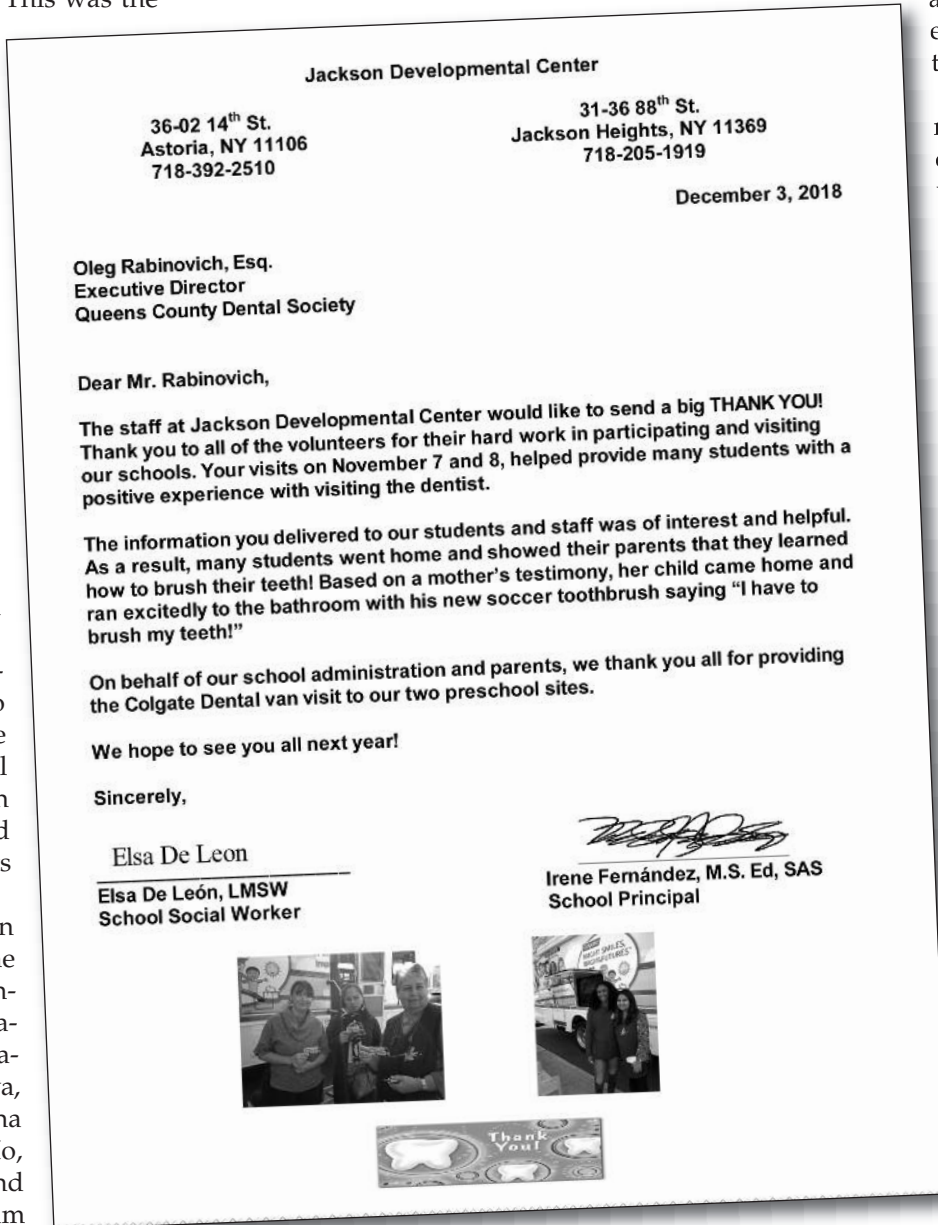 This was the
Jackson Developmental Center
36-02 14th St.
Astoria, NY 11106
718-392-2510
31-36 88th St.
Jackson Heights, NY 11369
718-205-1919
December 3, 2018
Oleg Rabinovich, Esq.
Executive Director
Queens County Dental Society
Dear Mr. Rabinovich,
The staff at Jackson Developmental Center would like to send a big THANK YOU!
Thank you to all of the volunteers for their hard work in participating and visiting
our schools. Your visits on November 7 and 8, helped provide many students with a
positive experience with visiting the dentist.
The information you delivered to our students and staff was of interest and helpful.
As a result, many students went home and showed their parents that they learned
how to brush their teeth! Based on a mother's testimony, her child came home and
ran excitedly to the bathroom with his new soccer toothbrush saying “I have to
brush my teeth!”
On behalf of our school administration and parents, we thank you all for providing
the Colgate Dental van visit to our two preschool sites.
We hope to see you all next year!
Sincerely,
Elsa De Leon
Elsa De León, LMSW
School Social Worker
Irene Fernández, M.S. Ed, SAS
School Principal
BRIGHT SMILES,
BRIGHT FUTURES
Thank
You!